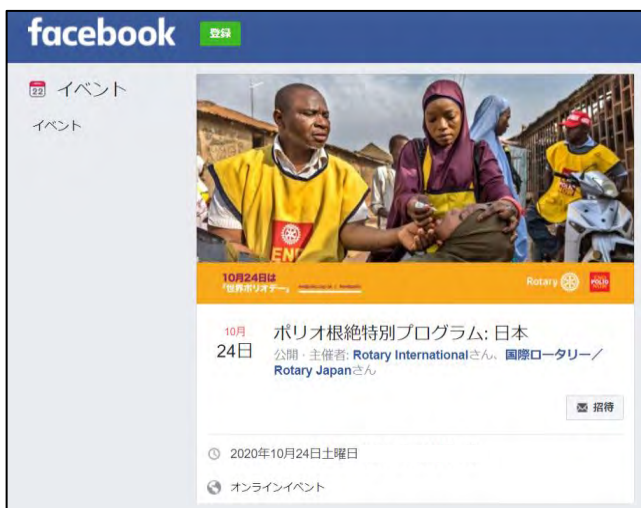 facebook
登録
22
イベント
イベント
END
10月24日は
『世界ポリオデー』
Rotary
END
POLIO
NOW
10月
24日
ポリオ根絶特別プログラム: 日本
公開 · 主催者: Rotary Internationalさん、国際ロータリー／
Rotary Japanさん
招待
2020年10月24日土曜日
オンラインイベント